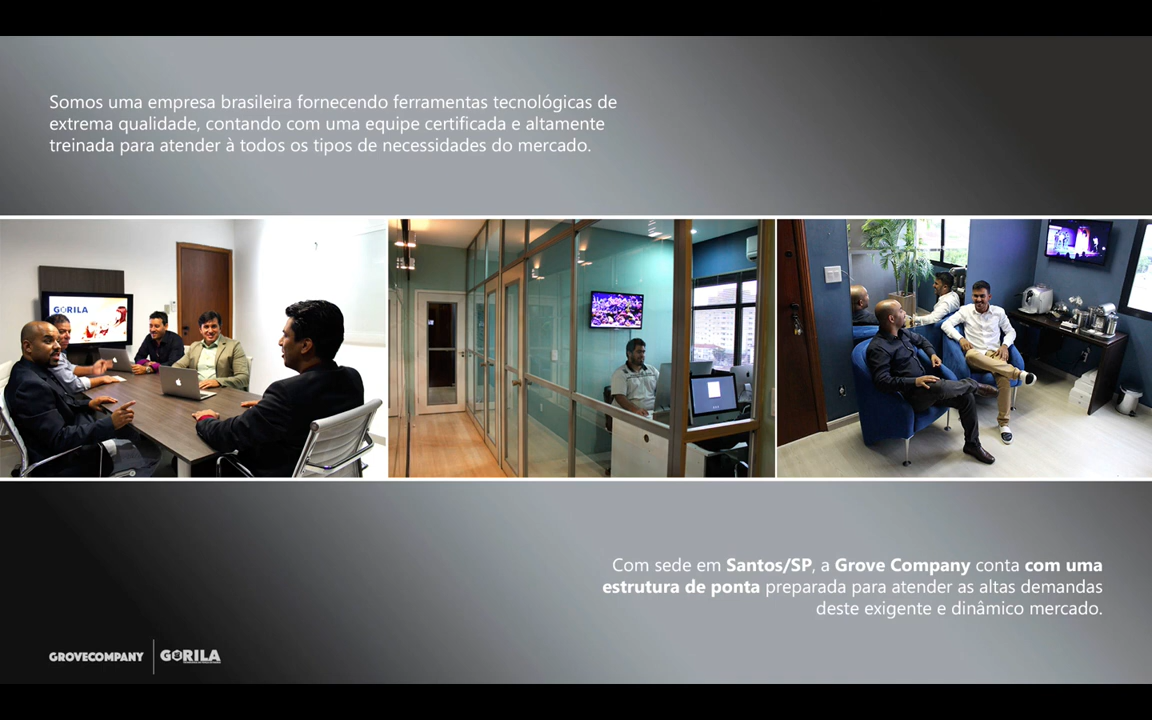 Somos uma empresa brasileira fornecendo ferramentas tecnológicas de
extrema qualidade, contando com uma equipe certificada e altamente
treinada para atender à todos os tipos de necessidades do mercado.
GORILA
Com sede em Santos/SP, a Grove Company conta com uma
estrutura de ponta preparada para atender as altas demandas
deste exigente e dinâmico mercado.
GROVECOMPANY
GORILA